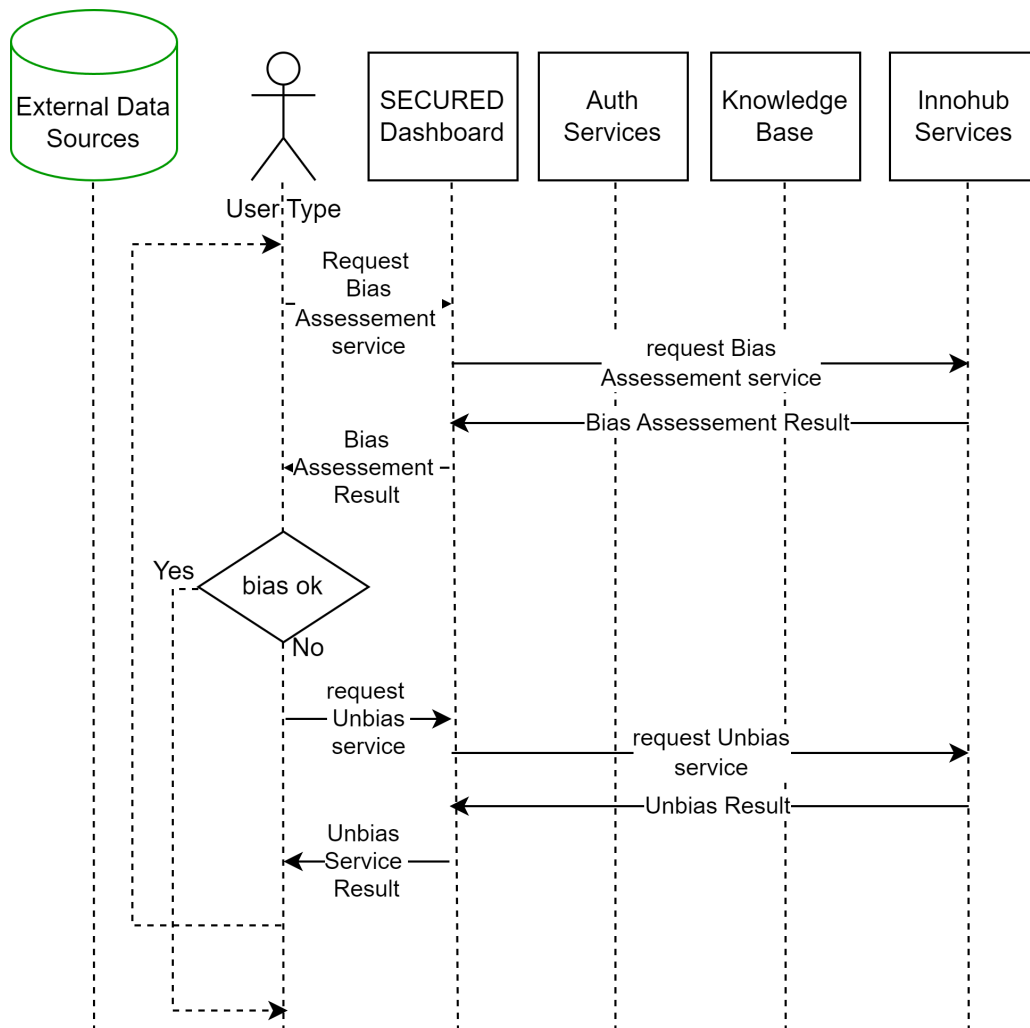 External Data
Sources
User Type
SECURED
Dashboard
Auth
Services
Knowledge
Base
Innohub
Services
Request
Bias
Assessement
service
request Bias
Assessement service
Bias Assessement Result
Bias
Assessement
Result
Yes
bias ok
No
request
Unbias
service
request Unbias
service
Unbias Result
Unbias
Service
Result